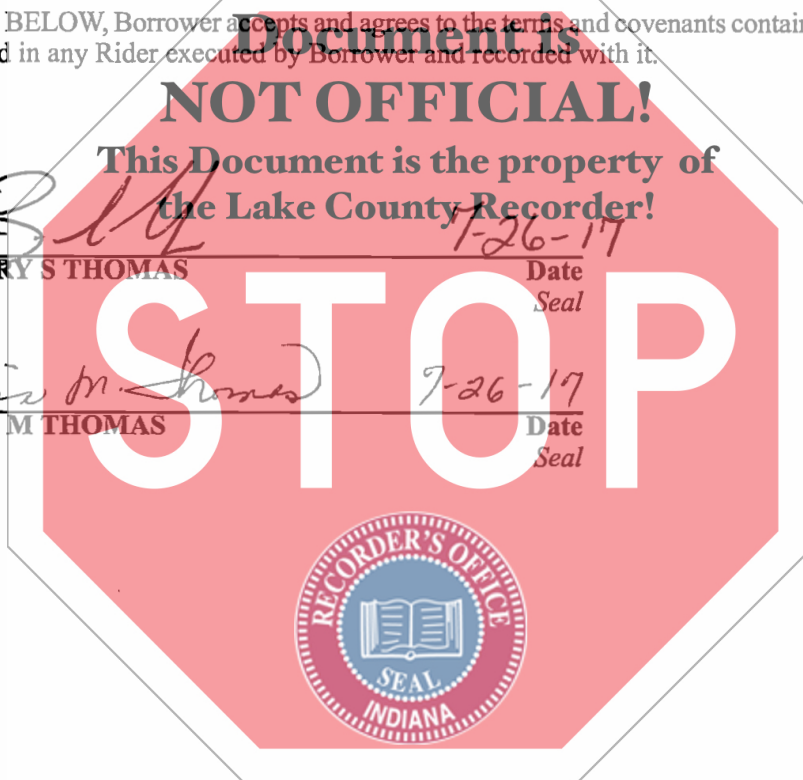 BELOW, Borrower accepts and agrees to the terms and covenants contain
d in any Rider executed by Borrower and recorded with it.
Document is
NOT OFFICIAL!
This Document is the property of
the Lake County Recorder!
7-26-17
RY S THOMAS Date
Seal
STOP
M. Thomas 7-26-17
M THOMAS Date
Seal
RECORDER'S OFFICE
SEAL
INDIANA